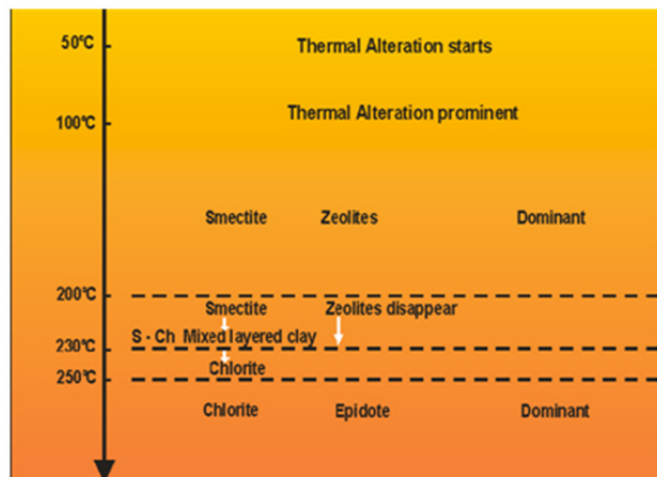 50°C Thermal Alteration starts
100°C Thermal Alteration prominent
Smectite Zeolites Dominant
200°C
Smectite Zeolites disappear
S - Ch Mixed layered clay
230°C
Chlorite
250°C
Chlorite Epidote Dominant